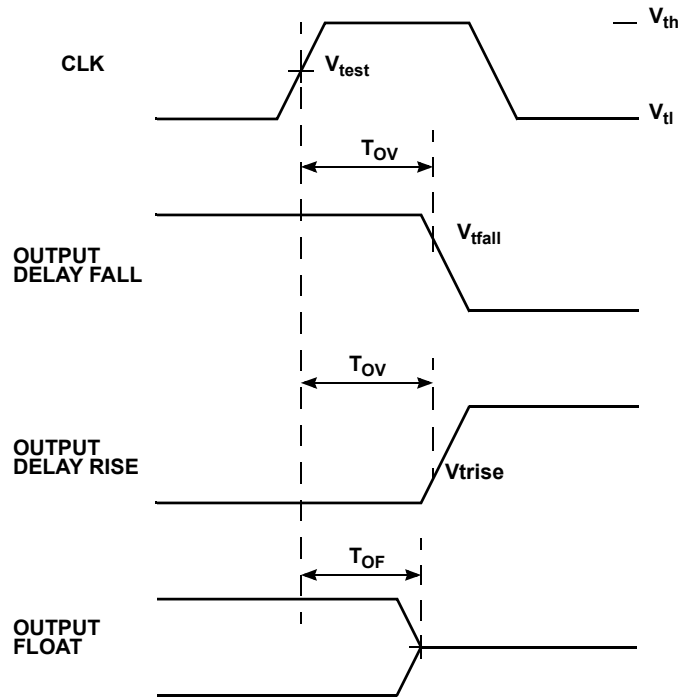 V_th
CLK
V_test
V_tl
T_OV
V_tfall
OUTPUT
DELAY FALL
T_OV
OUTPUT
DELAY RISE
Vtrise
T_OF
OUTPUT
FLOAT